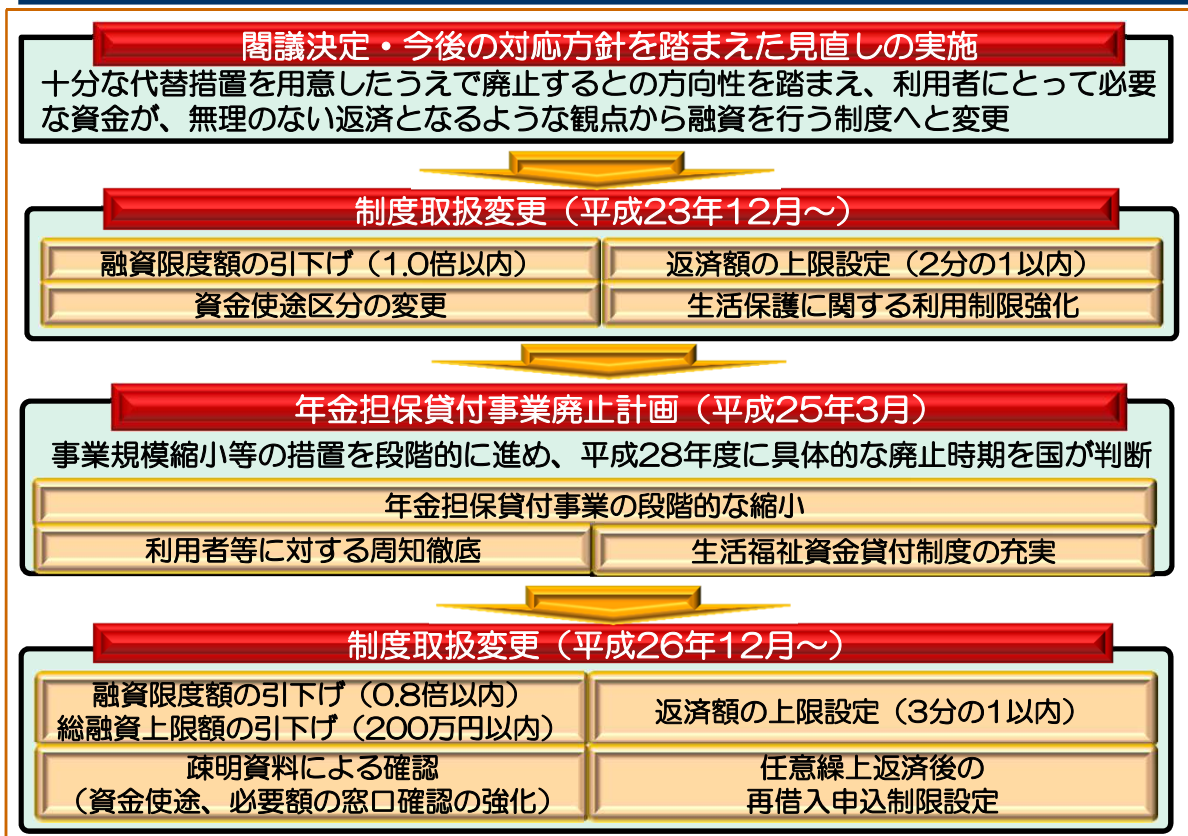 閣議決定・今後の対応方針を踏まえた見直しの実施
十分な代替措置を用意したうえで廃止するとの方向性を踏まえ、利用者にとって必要
な資金が、無理のない返済となるような観点から融資を行う制度へと変更
制度取扱変更（平成23年12月～）
融資限度額の引下げ（1.0倍以内）
返済額の上限設定（2分の1以内）
資金使途区分の変更
生活保護に関する利用制限強化
年金担保貸付事業廃止計画（平成25年3月）
事業規模縮小等の措置を段階的に進め、平成28年度に具体的な廃止時期を国が判断
年金担保貸付事業の段階的な縮小
利用者等に対する周知徹底
生活福祉資金貸付制度の充実
制度取扱変更（平成26年12月～）
融資限度額の引下げ（0.8倍以内）
総融資上限額の引下げ（200万円以内）
返済額の上限設定（3分の1以内）
疎明資料による確認
（資金使途、必要額の窓口確認の強化）
任意繰上返済後の
再借入申込制限設定